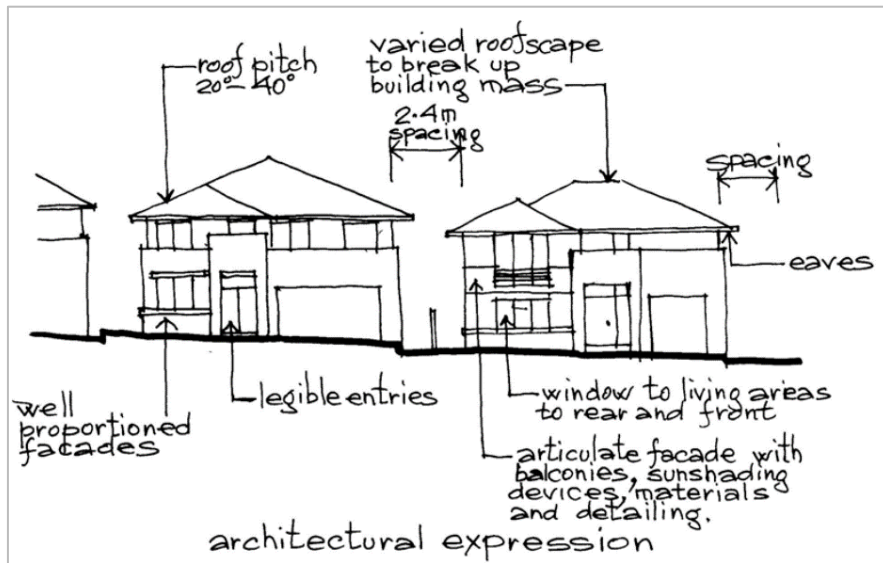 roof pitch
20°- 40°
varied roofscape
to break up
building mass
2.4m
spacing
spacing
eaves
well
proportioned
facades
legible entries
window to living areas
to rear and front
articulate facade with
balconies, sunshading
devices, materials
and detailing.
architectural expression